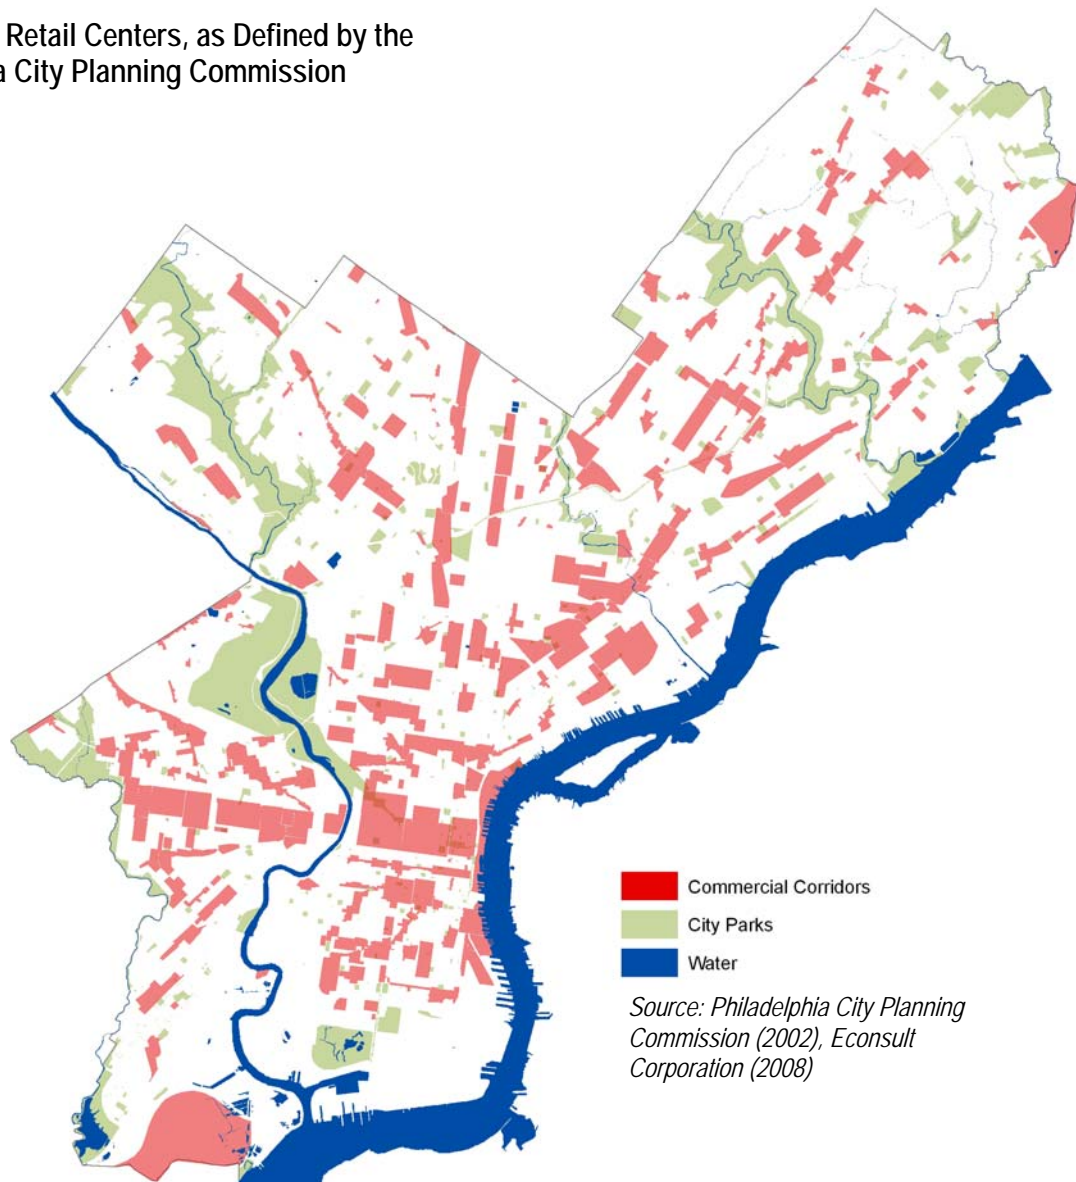 Retail Centers, as Defined by the
a City Planning Commission
Commercial Corridors
City Parks
Water
Source: Philadelphia City Planning
Commission (2002), Econsult
Corporation (2008)